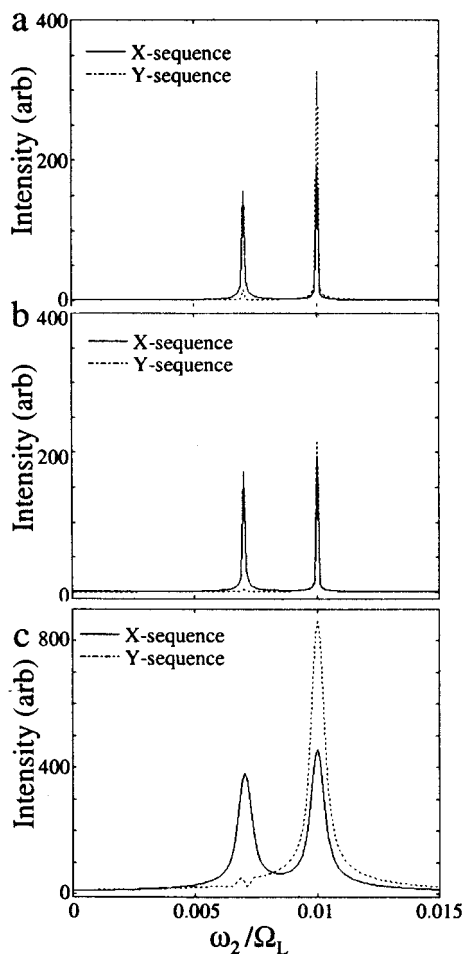 a
400
X-sequence
Y-sequence
200
Intensity (arb)
0
b
400
X-sequence
Y-sequence
200
Intensity (arb)
0
c
800
X-sequence
Y-sequence
400
Intensity (arb)
0
0 0.005 0.01 0.015
ω₂/Ω_L